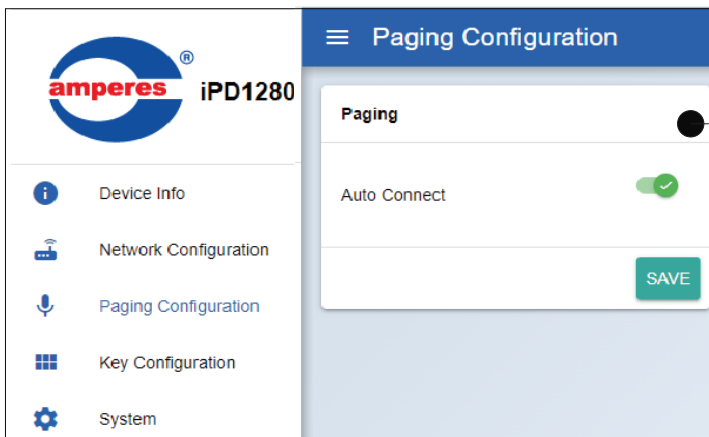 amperes
®
iPD1280
Device Info
Network Configuration
Paging Configuration
Key Configuration
System
Paging Configuration
Paging
Auto Connect
SAVE